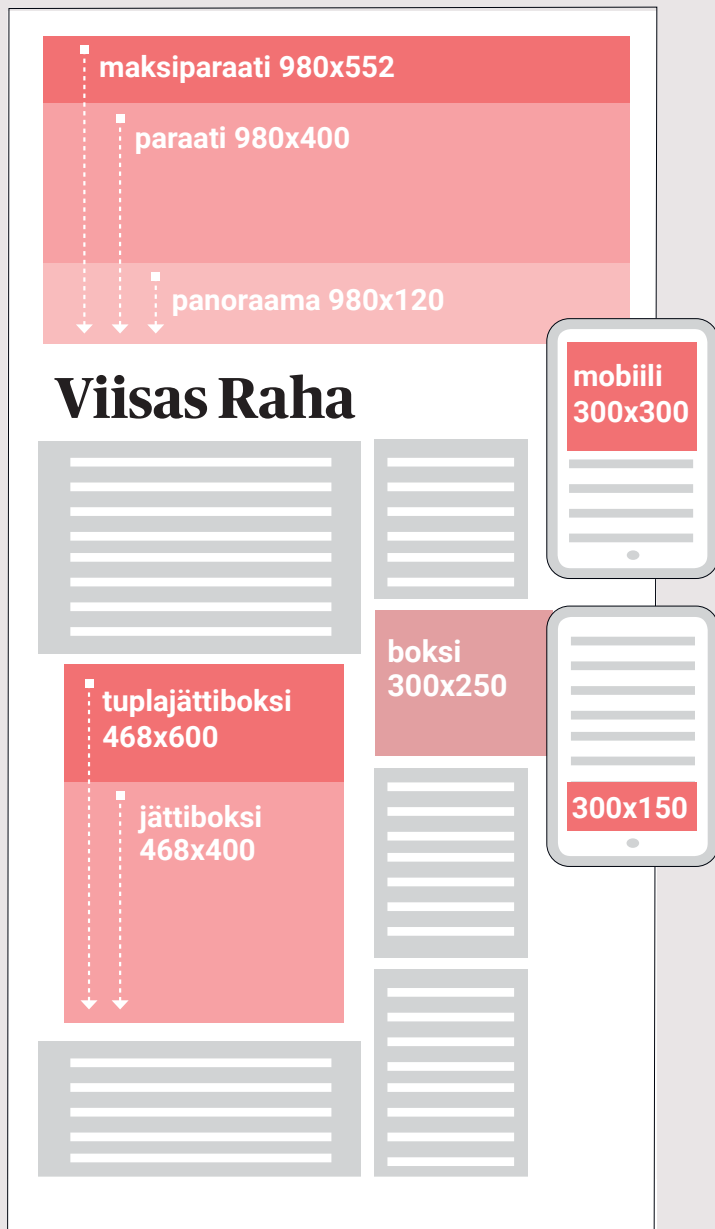 maksiparaati 980x552
paraati 980x400
panoraama 980x120
Viisas Raha
mobiili
300x300
boksi
300x250
tuplajättiboksi
468x600
300x150
jättiboksi
468x400